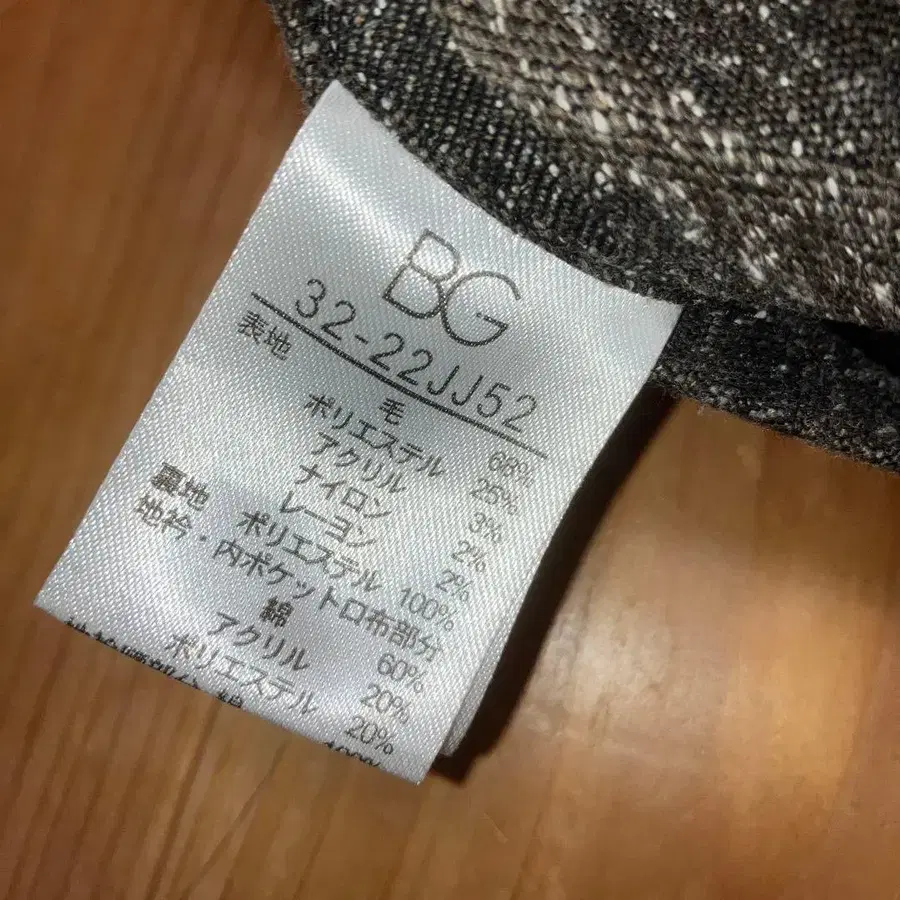 BG
32-22JJ52
表地
毛 68%
ポリエステル 25%
アクリル 3%
ナイロン 2%
レーヨン 2%
裏地 ポリエステル 100%
地衿・内ポケット口布部分
綿 60%
アクリル 20%
ポリエステル 20%